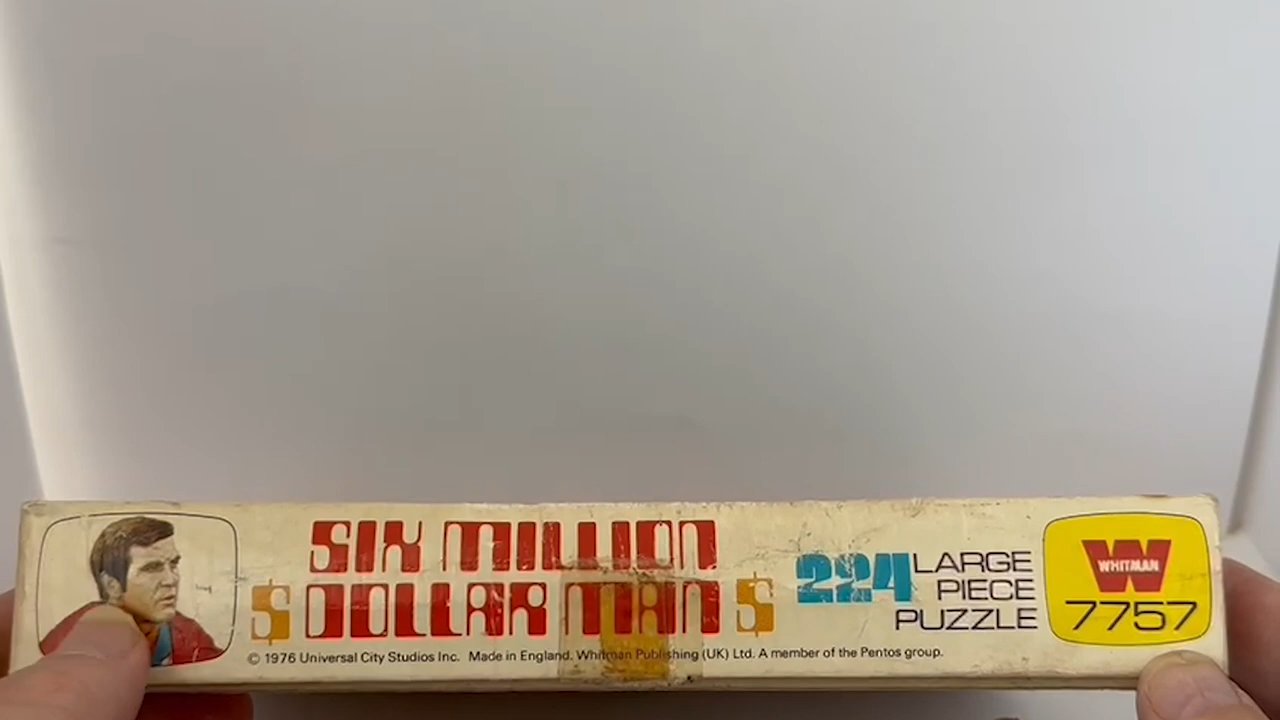 SIX MILLION
$ DOLLAR MAN $
© 1976 Universal City Studios Inc. Made in England. Whitman Publishing (UK) Ltd. A member of the Pentos group.
224 LARGE
PIECE
PUZZLE
W
WHITMAN
7757